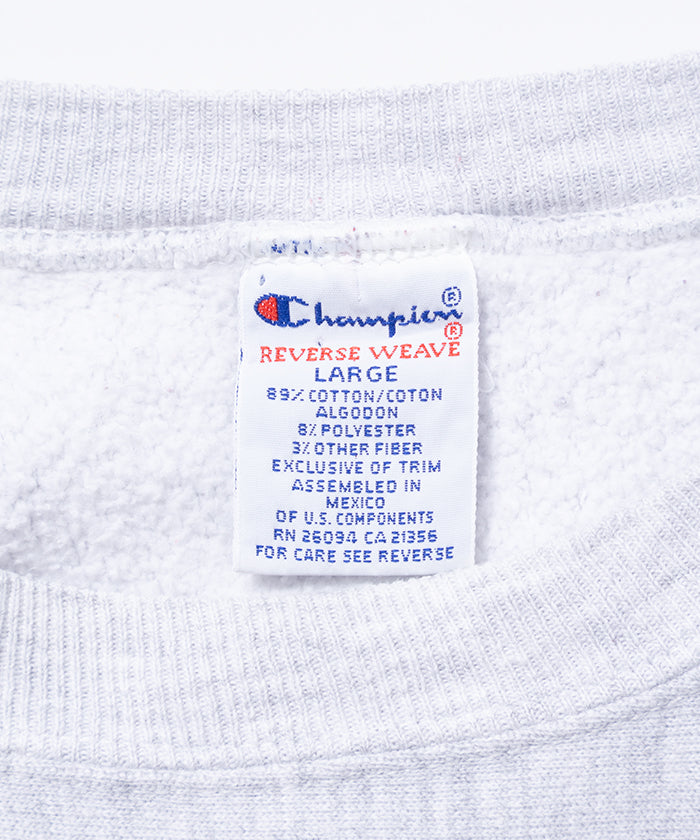 Champion®
REVERSE WEAVE®
LARGE
89% COTTON/COTON
ALGODON
8% POLYESTER
3% OTHER FIBER
EXCLUSIVE OF TRIM
ASSEMBLED IN
MEXICO
OF U.S. COMPONENTS
RN 26094 CA 21356
FOR CARE SEE REVERSE